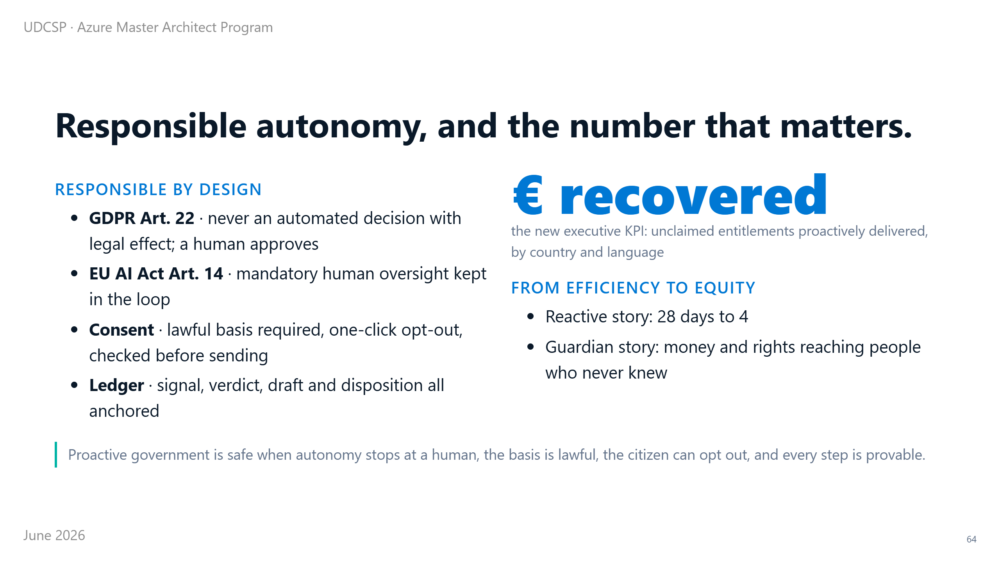 UDCSP · Azure Master Architect Program
Responsible autonomy, and the number that matters.
RESPONSIBLE BY DESIGN
• GDPR Art. 22 · never an automated decision with
legal effect; a human approves
• EU AI Act Art. 14 · mandatory human oversight kept
in the loop
• Consent · lawful basis required, one-click opt-out,
checked before sending
• Ledger · signal, verdict, draft and disposition all
anchored
€ recovered
the new executive KPI: unclaimed entitlements proactively delivered,
by country and language
FROM EFFICIENCY TO EQUITY
• Reactive story: 28 days to 4
• Guardian story: money and rights reaching people
who never knew
Proactive government is safe when autonomy stops at a human, the basis is lawful, the citizen can opt out, and every step is provable.
June 2026
64